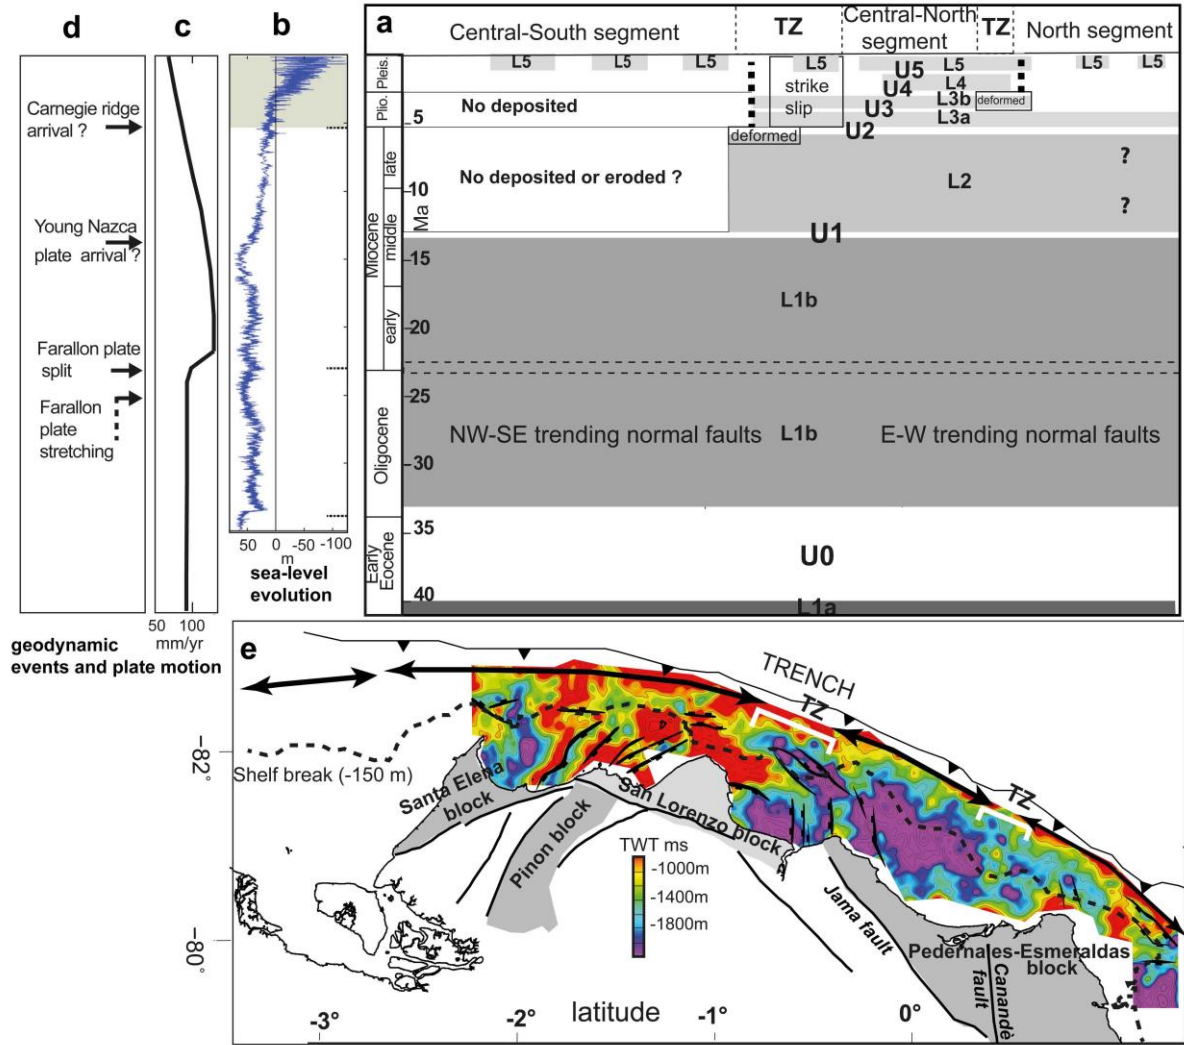 d
c
b
a
Central-South segment
TZ
Central-North
segment
TZ
North segment
Carnegie ridge
arrival ?
Young Nazca
plate arrival ?
Farallon plate
split
Farallon
plate
stretching
50 100
mm/yr
50 0 -50 -100
m
sea-level
evolution
geodynamic
events and plate motion
Pleis.
Plio.
late
middle
early
Miocene
Oligocene
Early
Eocene
Ma
5
10
15
20
25
30
35
40
L5 L5 L5 L5 L5 L5 L5
U5
strike
slip
L4
U4
No deposited
L3b
deformed
U3
L3a
deformed
U2
No deposited or eroded ?
L2
?
?
U1
L1b
NW-SE trending normal faults
L1b
E-W trending normal faults
U0
L1a
e
TRENCH
TZ
TZ
-82°
Shelf break (-150 m)
Santa Elena
block
Pinon block
San Lorenzo block
TWT ms
-1000m
-1400m
-1800m
Jama fault
Pedernales-Esmeraldas
block
Canandè
fault
-80°
-3° -2° latitude -1° 0°